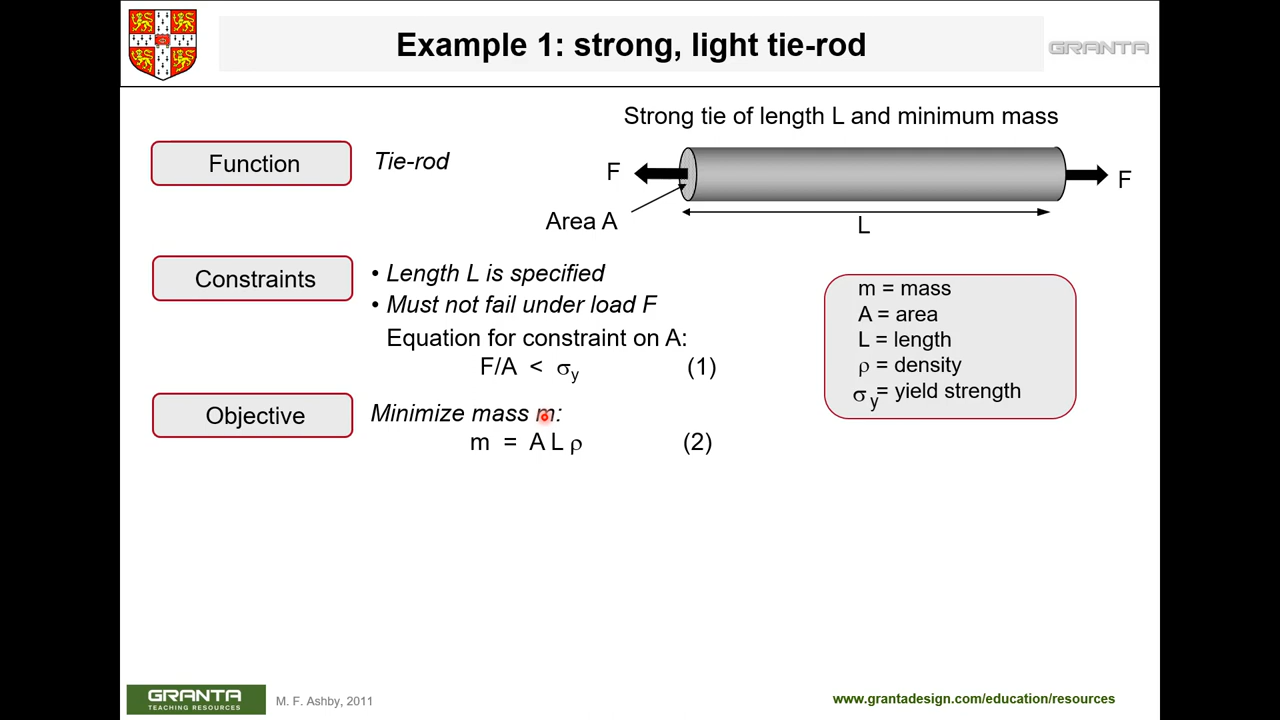 Example 1: strong, light tie-rod
GRANTA
Strong tie of length L and minimum mass
Function
Tie-rod
F
F
Area A
L
Constraints
• Length L is specified
• Must not fail under load F
Equation for constraint on A:
F/A < σy (1)
m = mass
A = area
L = length
ρ = density
σy = yield strength
Objective
Minimize mass m:
m = A L ρ (2)
GRANTA
TEACHING RESOURCES
M. F. Ashby, 2011
www.grantadesign.com/education/resources